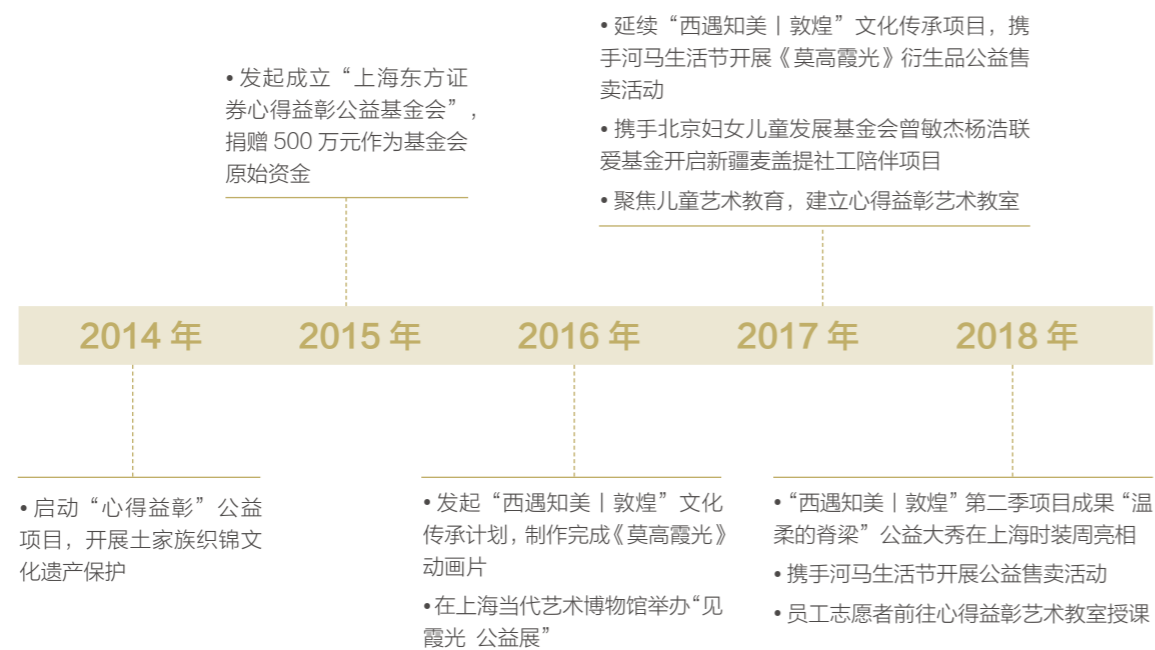 • 延续“西遇知美丨敦煌”文化传承项目，携
手河马生活节开展《莫高霞光》衍生品公益售
卖活动
• 携手北京妇女儿童发展基金会曾敏杰杨浩联
爱基金开启新疆麦盖提社工陪伴项目
• 聚焦儿童艺术教育，建立心得益彰艺术教室
• 发起成立“上海东方证
券心得益彰公益基金会”，
捐赠 500 万元作为基金会
原始资金
2014 年
2015 年
2016 年
2017 年
2018 年
• 启动“心得益彰”公益
项目，开展土家族织锦文
化遗产保护
• 发起“西遇知美丨敦煌”文化
传承计划，制作完成《莫高霞光》
动画片
• 在上海当代艺术博物馆举办“见
霞光 公益展”
• “西遇知美丨敦煌”第二季项目成果“温
柔的脊梁”公益大秀在上海时装周亮相
• 携手河马生活节开展公益售卖活动
• 员工志愿者前往心得益彰艺术教室授课